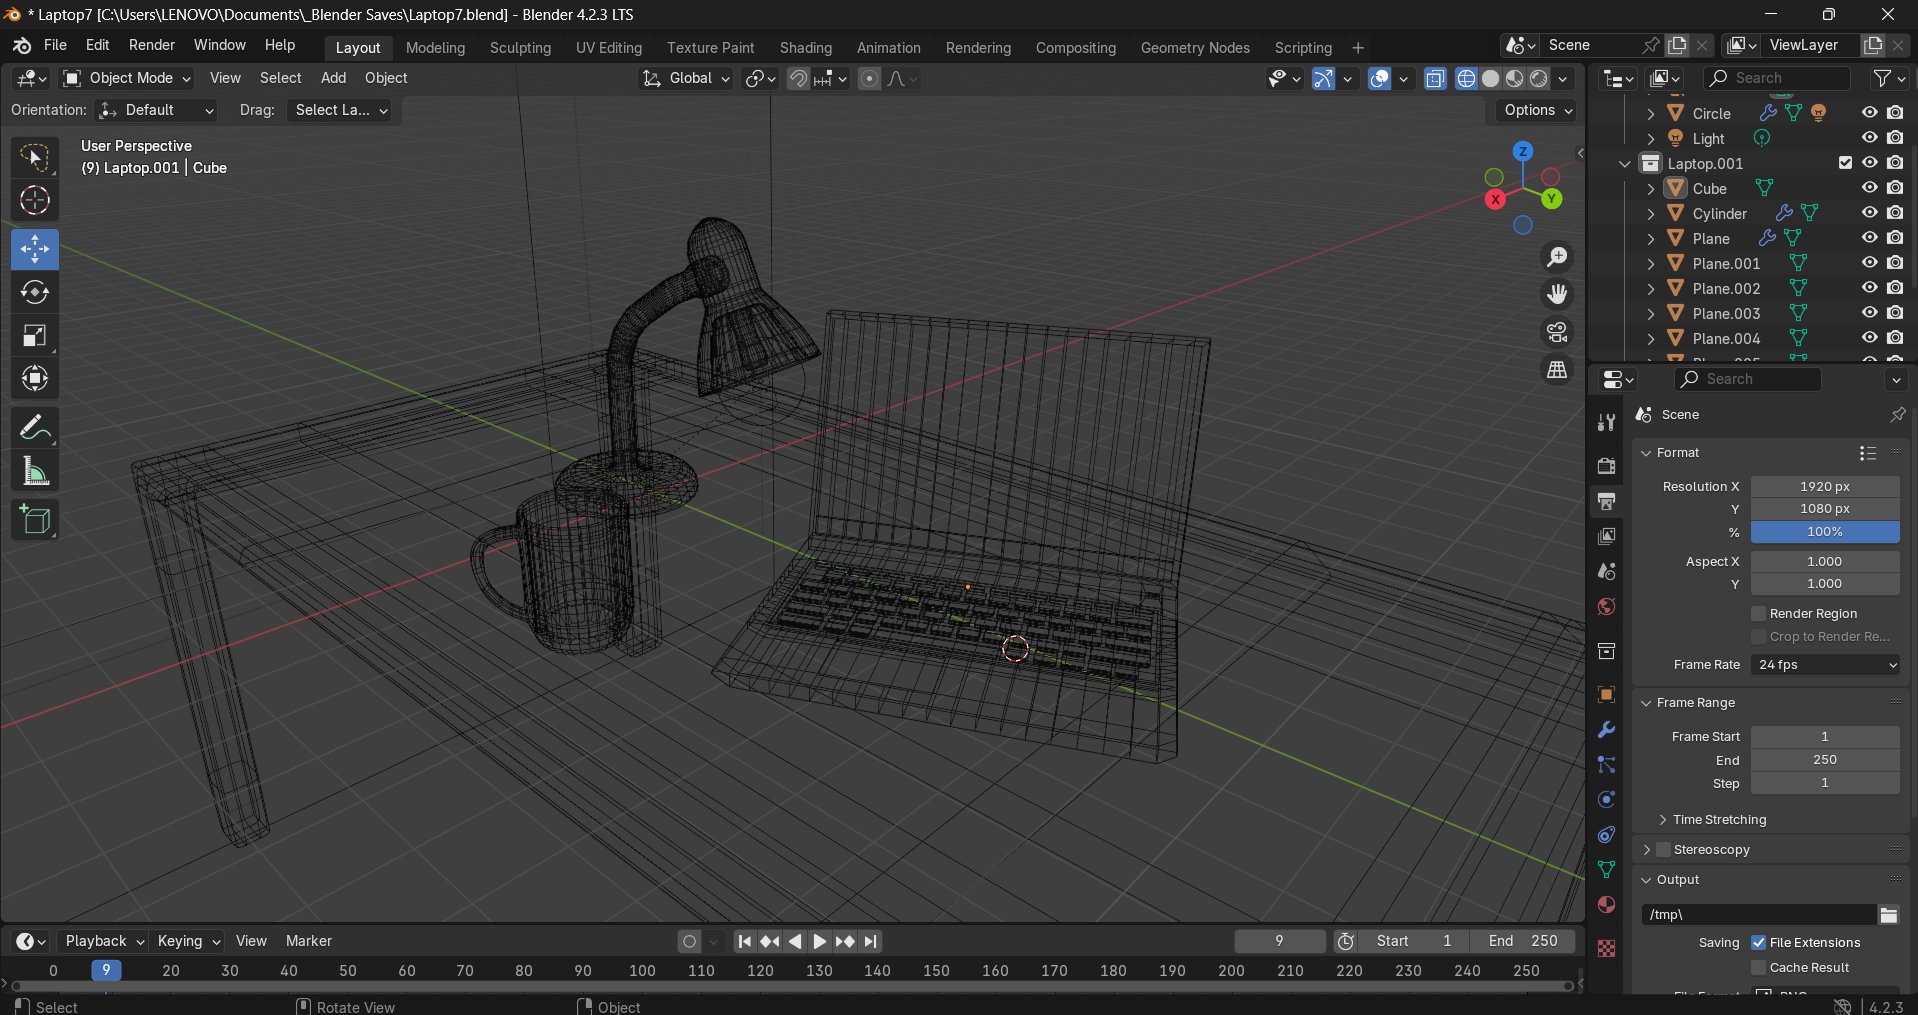 * Laptop7 [C:\Users\LENOVO\Documents\_Blender Saves\Laptop7.blend] - Blender 4.2.3 LTS
File Edit Render Window Help Layout Modeling Sculpting UV Editing Texture Paint Shading Animation Rendering Compositing Geometry Nodes Scripting + Scene ViewLayer
Object Mode View Select Add Object Global Search
Orientation: Default Drag: Select La... Options
User Perspective
(9) Laptop.001 | Cube
Z
X
Y
Circle
Light
Laptop.001
Cube
Cylinder
Plane
Plane.001
Plane.002
Plane.003
Plane.004
Search
Scene
Format
Resolution X 1920 px
Y 1080 px
% 100%
Aspect X 1.000
Y 1.000
Render Region
Crop to Render Re...
Frame Rate 24 fps
Frame Range
Frame Start 1
End 250
Step 1
Time Stretching
Stereoscopy
Output
/tmp\
Saving File Extensions
Cache Result
Playback Keying View Marker 9 Start 1 End 250
0 9 20 30 40 50 60 70 80 90 100 110 120 130 140 150 160 170 180 190 200 210 220 230 240 250
Select Rotate View Object 4.2.3